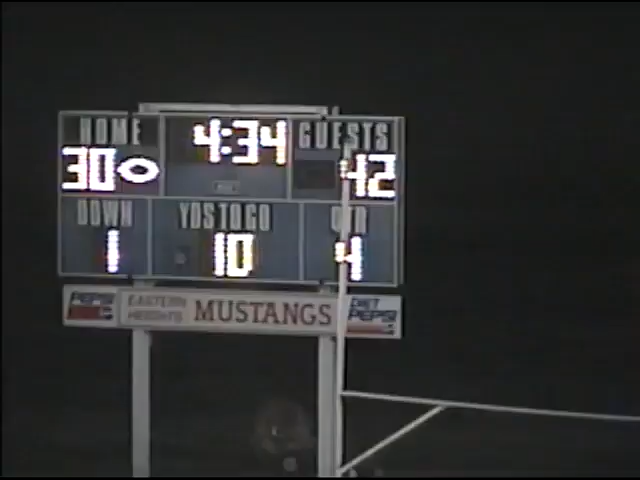 HOME 4:34 GUESTS
30 42
DOWN YDS TO GO QTR
1 10 4
PEPSI EASTERN HEIGHTS MUSTANGS DIET PEPSI